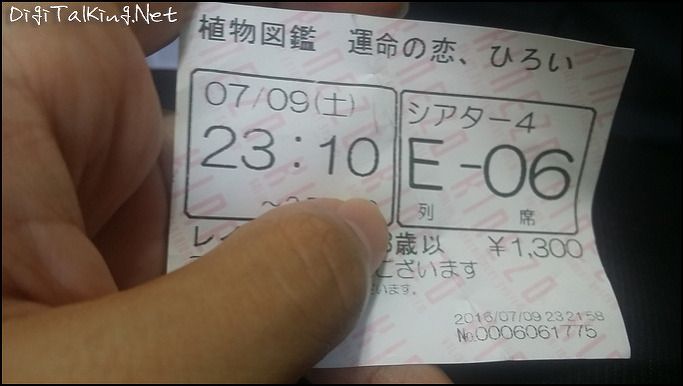 DigiTalking.Net
植物図鑑 運命の恋、ひろい
07/09(土)
シアター4
23:10
E-06
列 席
歳以 ¥1,300
ございます
2016/07/09 23:21:58
No.0006061775